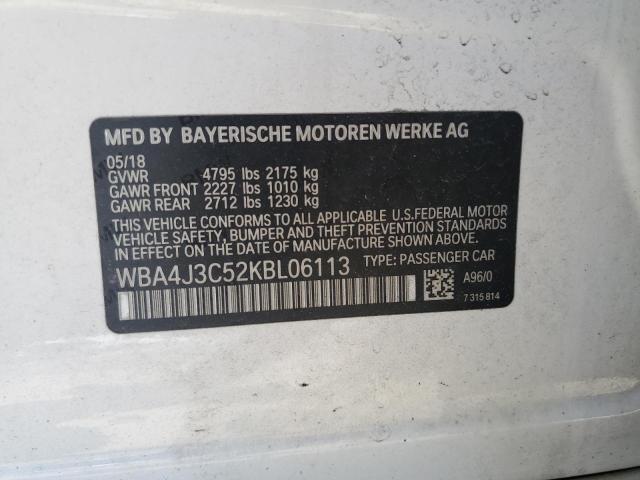 MFD BY BAYERISCHE MOTOREN WERKE AG
05/18
GVWR 4795 lbs 2175 kg
GAWR FRONT 2227 lbs 1010 kg
GAWR REAR 2712 lbs 1230 kg
THIS VEHICLE CONFORMS TO ALL APPLICABLE U.S.FEDERAL MOTOR
VEHICLE SAFETY, BUMPER AND THEFT PREVENTION STANDARDS
IN EFFECT ON THE DATE OF MANUFACTURE SHOWN ABOVE.
WBA4J3C52KBL06113 TYPE: PASSENGER CAR
A96/0
7 315 814